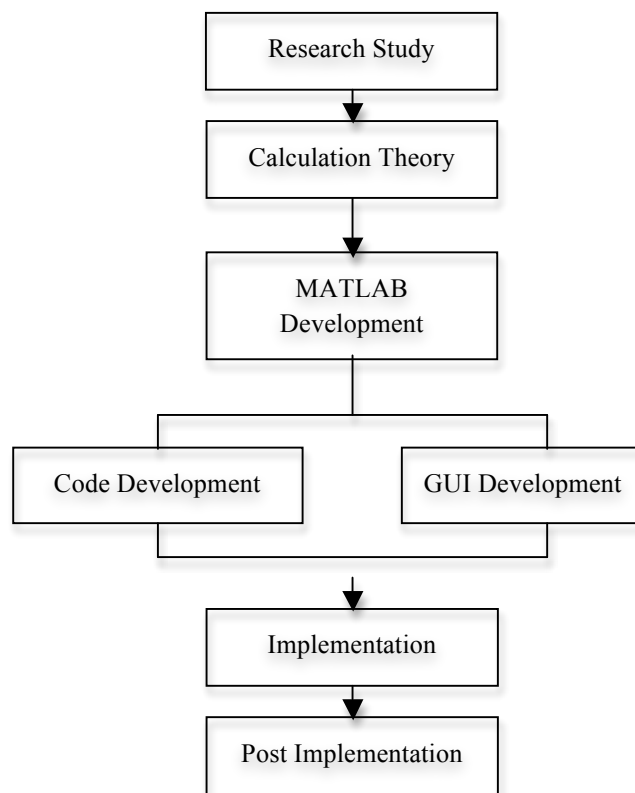 Research Study
Calculation Theory
MATLAB
Development
Code Development
GUI Development
Implementation
Post Implementation